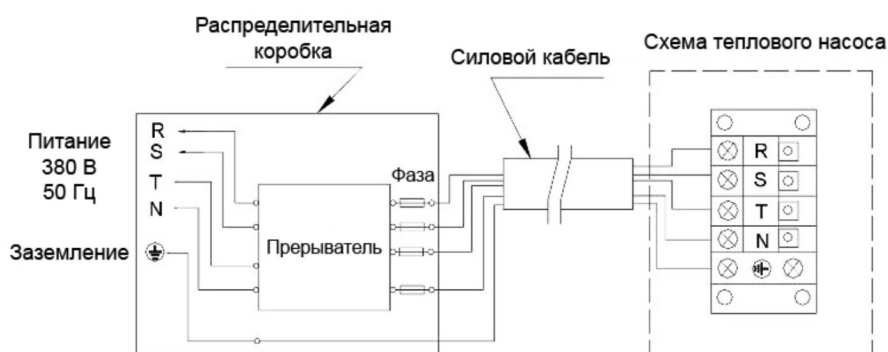 Распределительная
коробка
Силовой кабель
Схема теплового насоса
Питание
380 В
50 Гц
R
S
T
N
Фаза
Прерыватель
Заземление
R
S
T
N